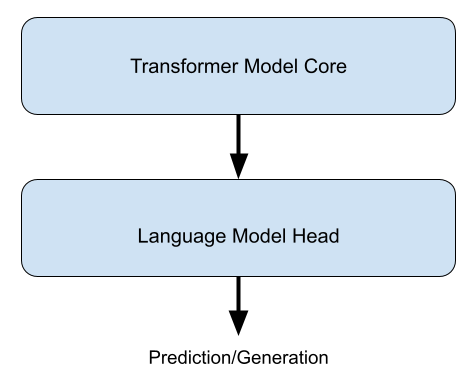 Transformer Model Core
Language Model Head
Prediction/Generation